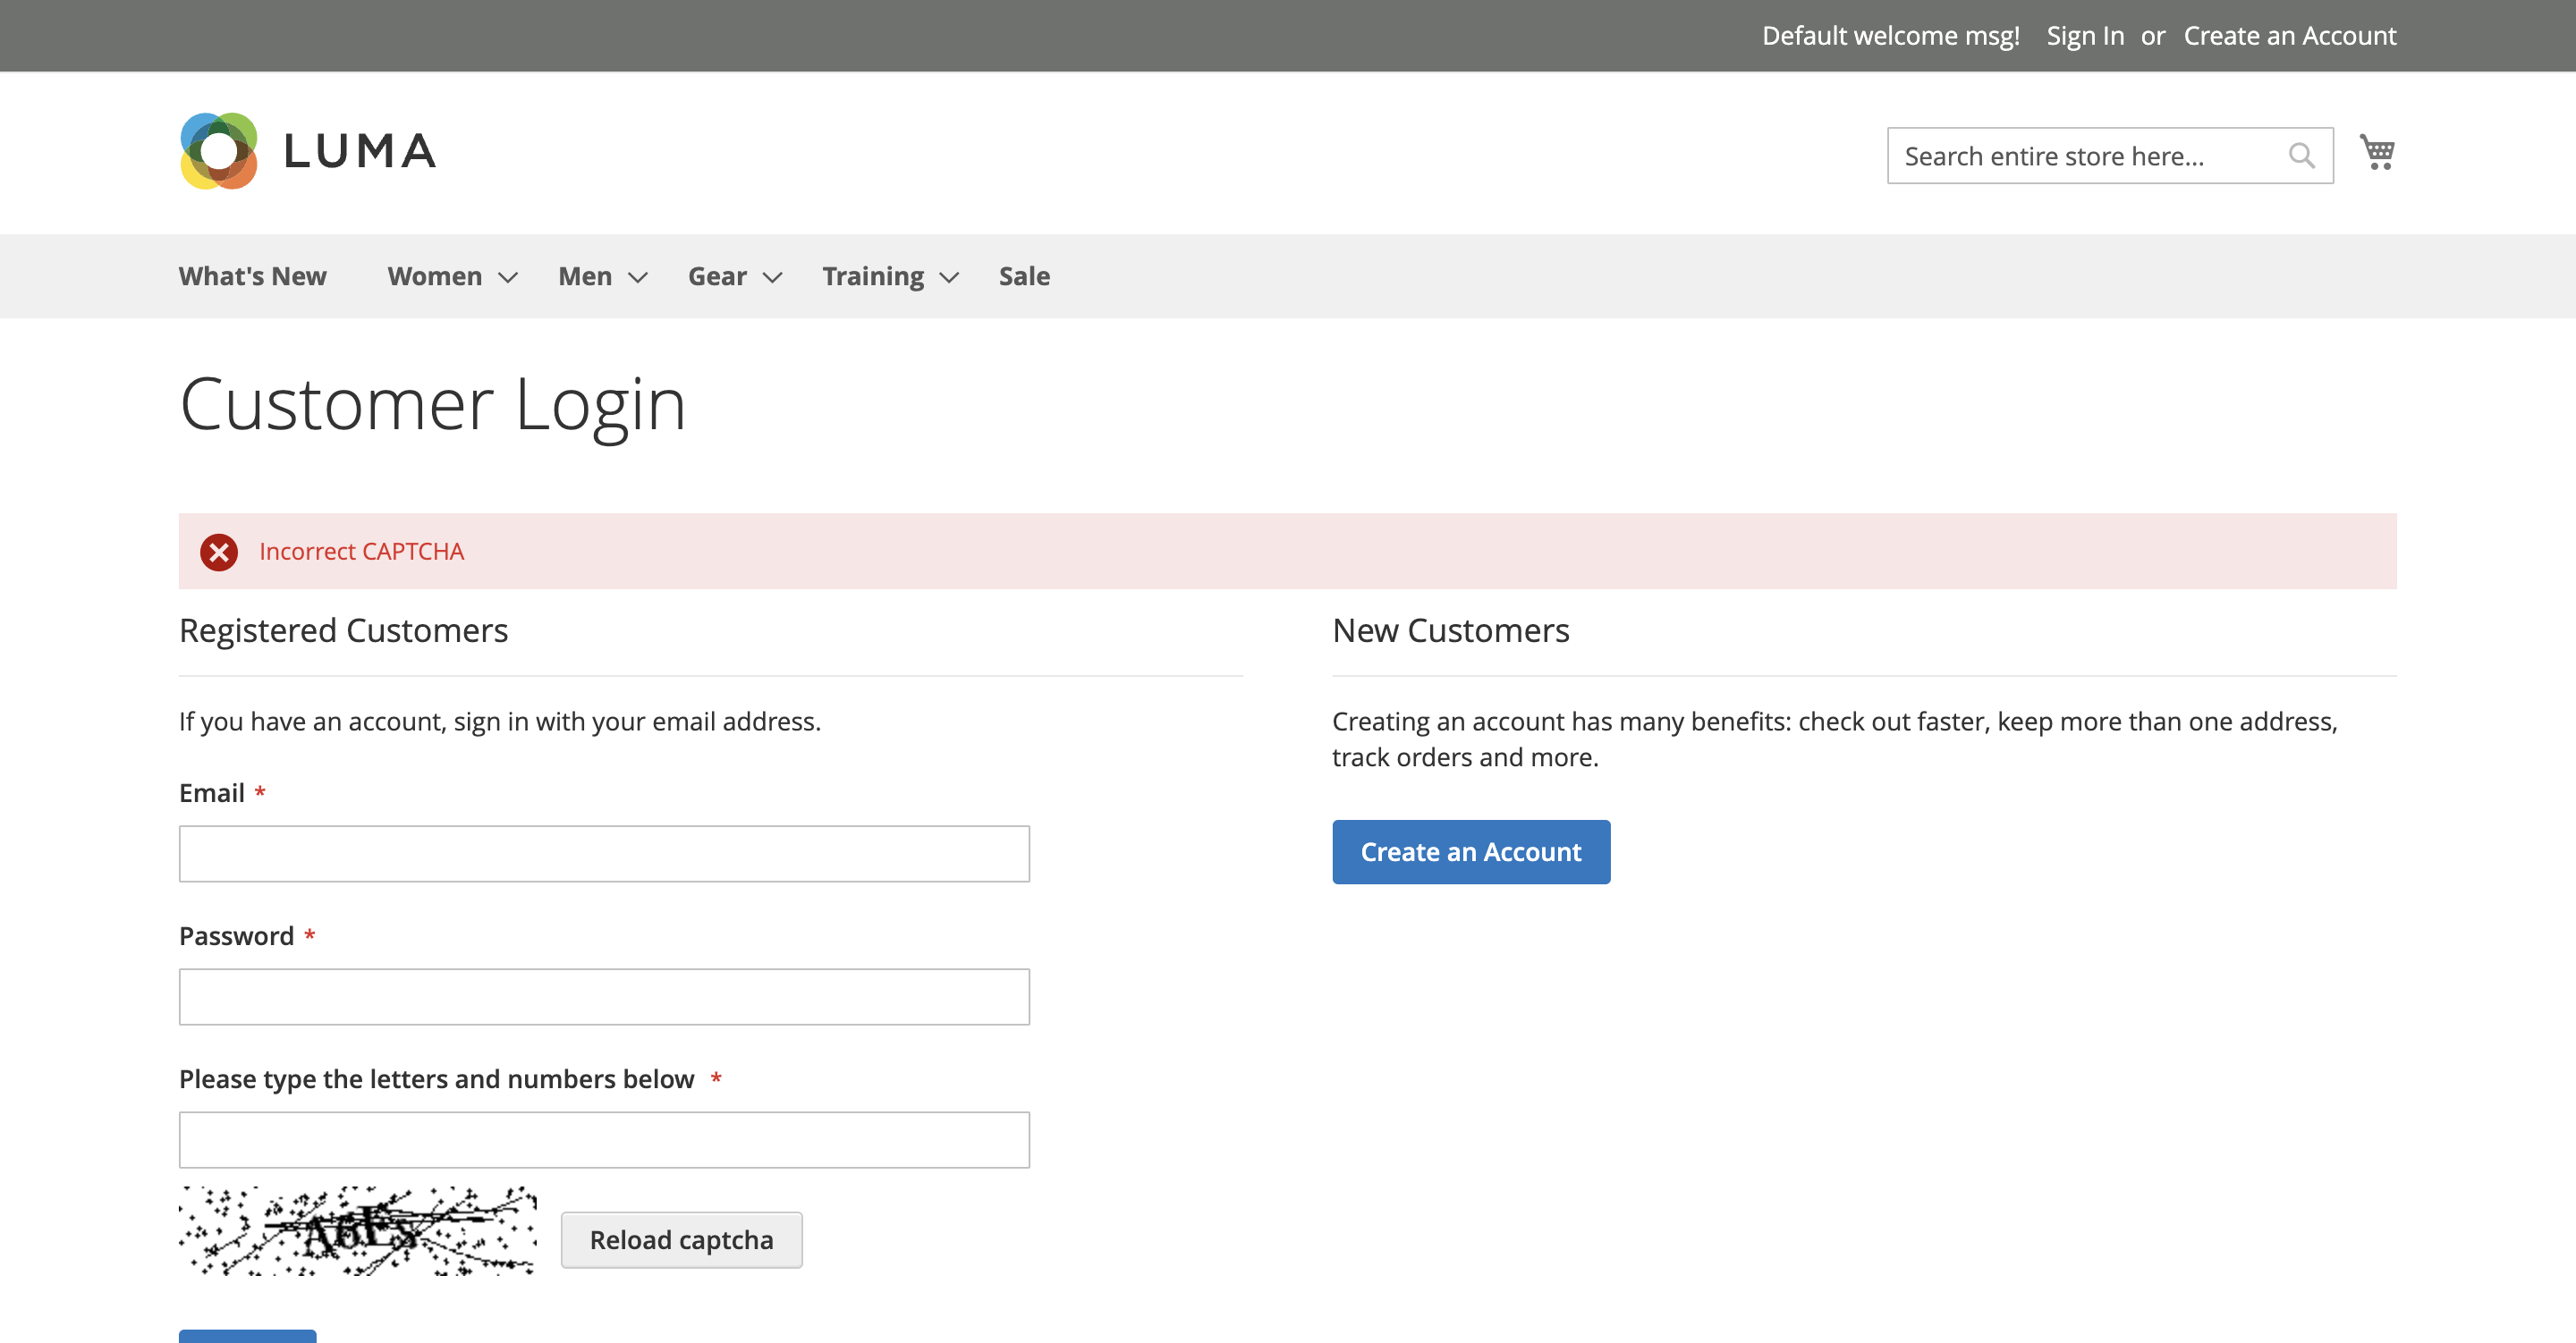 Default welcome msg! Sign In or Create an Account
LUMA
Search entire store here...
What's New Women Men Gear Training Sale
Customer Login
Incorrect CAPTCHA
Registered Customers
If you have an account, sign in with your email address.
Email *
Password *
Please type the letters and numbers below *
Reload captcha
New Customers
Creating an account has many benefits: check out faster, keep more than one address,
track orders and more.
Create an Account